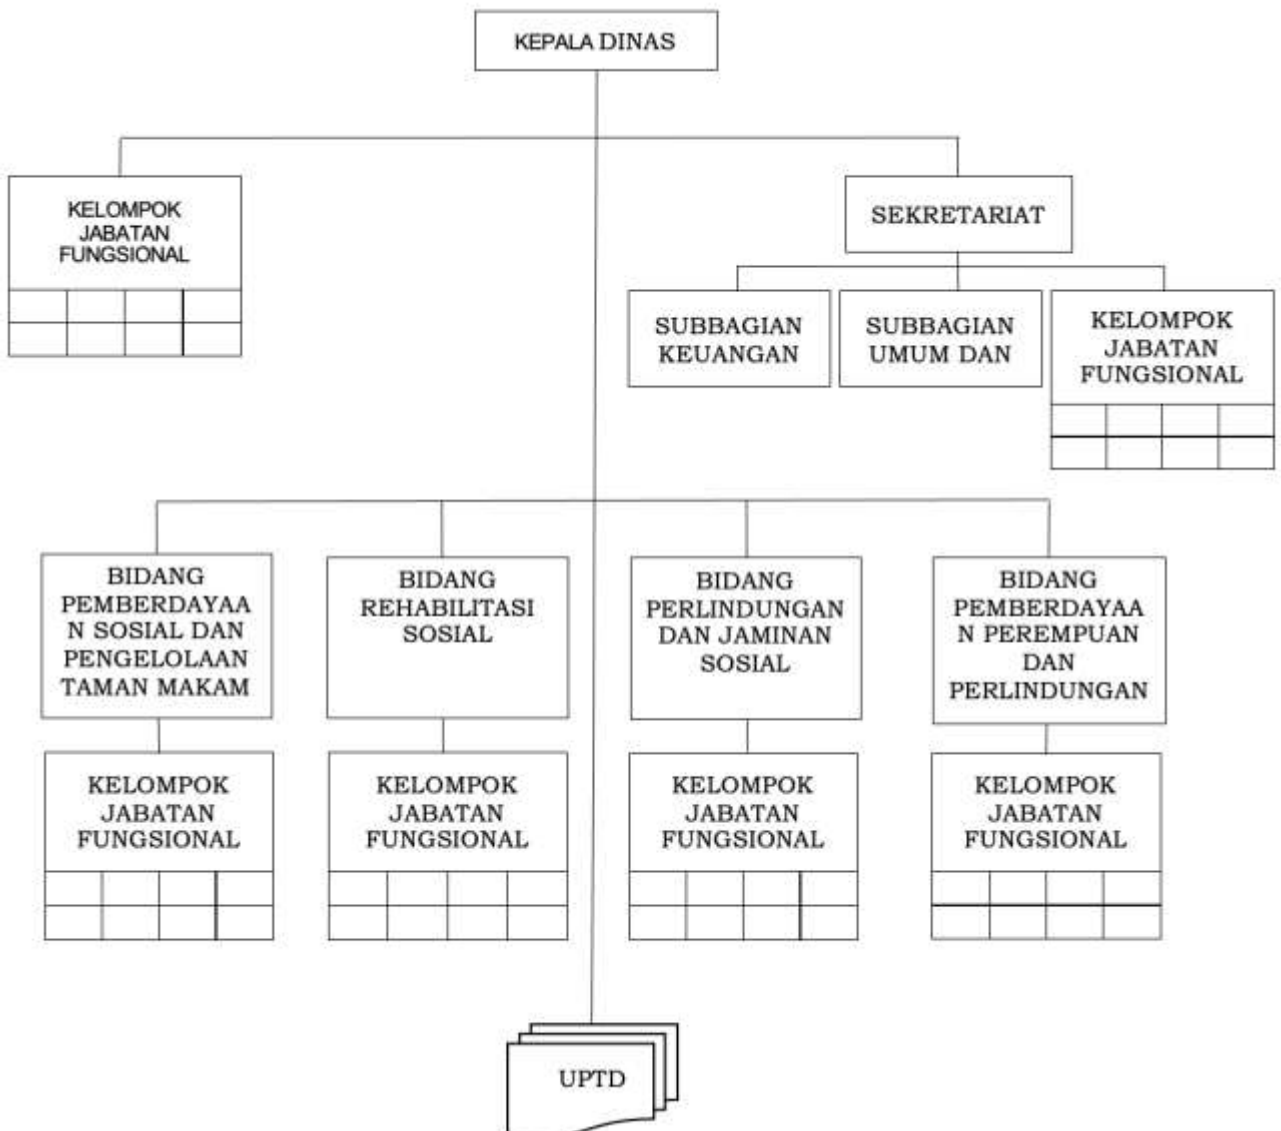 KEPALA DINAS
KELOMPOK
JABATAN
FUNGSIONAL
SEKRETARIAT
SUBBAGIAN
KEUANGAN
SUBBAGIAN
UMUM DAN
KELOMPOK
JABATAN
FUNGSIONAL
BIDANG
PEMBERDAYAA
N SOSIAL DAN
PENGELOLAAN
TAMAN MAKAM
BIDANG
REHABILITASI
SOSIAL
BIDANG
PERLINDUNGAN
DAN JAMINAN
SOSIAL
BIDANG
PEMBERDAYAA
N PEREMPUAN
DAN
PERLINDUNGAN
KELOMPOK
JABATAN
FUNGSIONAL
KELOMPOK
JABATAN
FUNGSIONAL
KELOMPOK
JABATAN
FUNGSIONAL
KELOMPOK
JABATAN
FUNGSIONAL
UPTD